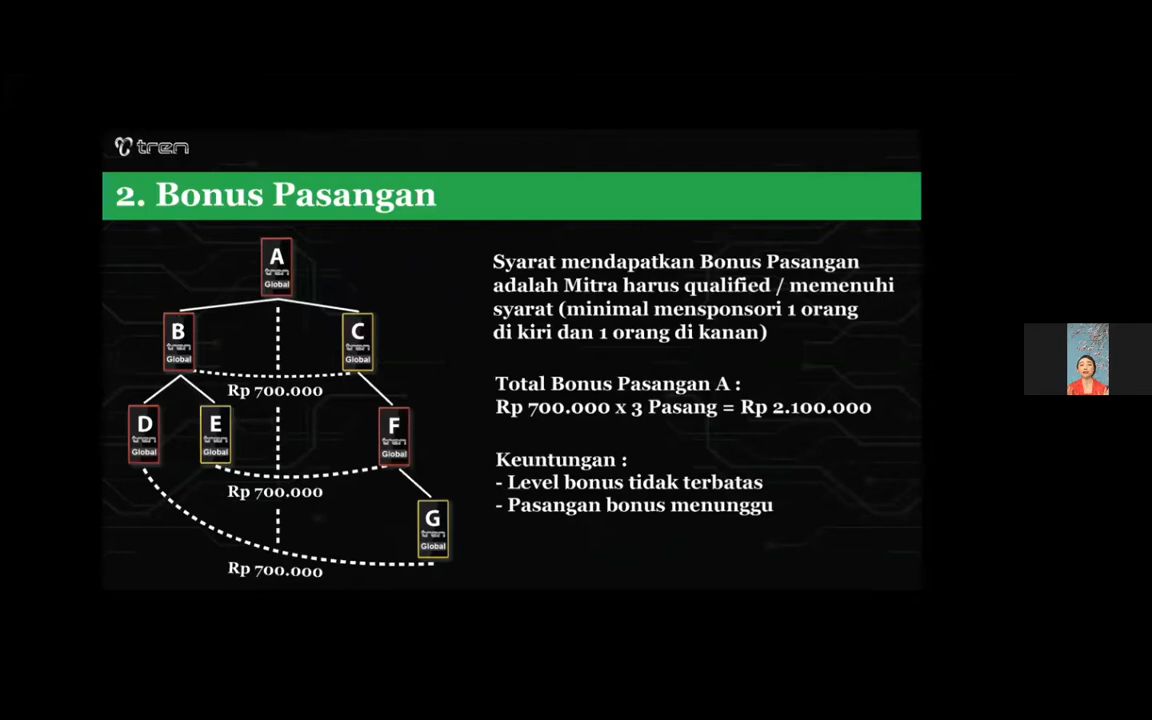 tren
2. Bonus Pasangan
A
tren
Global
B
tren
Global
C
tren
Global
Rp 700.000
D
tren
Global
E
tren
Global
F
tren
Global
Rp 700.000
G
tren
Global
Rp 700.000
Syarat mendapatkan Bonus Pasangan
adalah Mitra harus qualified / memenuhi
syarat (minimal mensponsori 1 orang
di kiri dan 1 orang di kanan)
Total Bonus Pasangan A :
Rp 700.000 x 3 Pasang = Rp 2.100.000
Keuntungan :
- Level bonus tidak terbatas
- Pasangan bonus menunggu